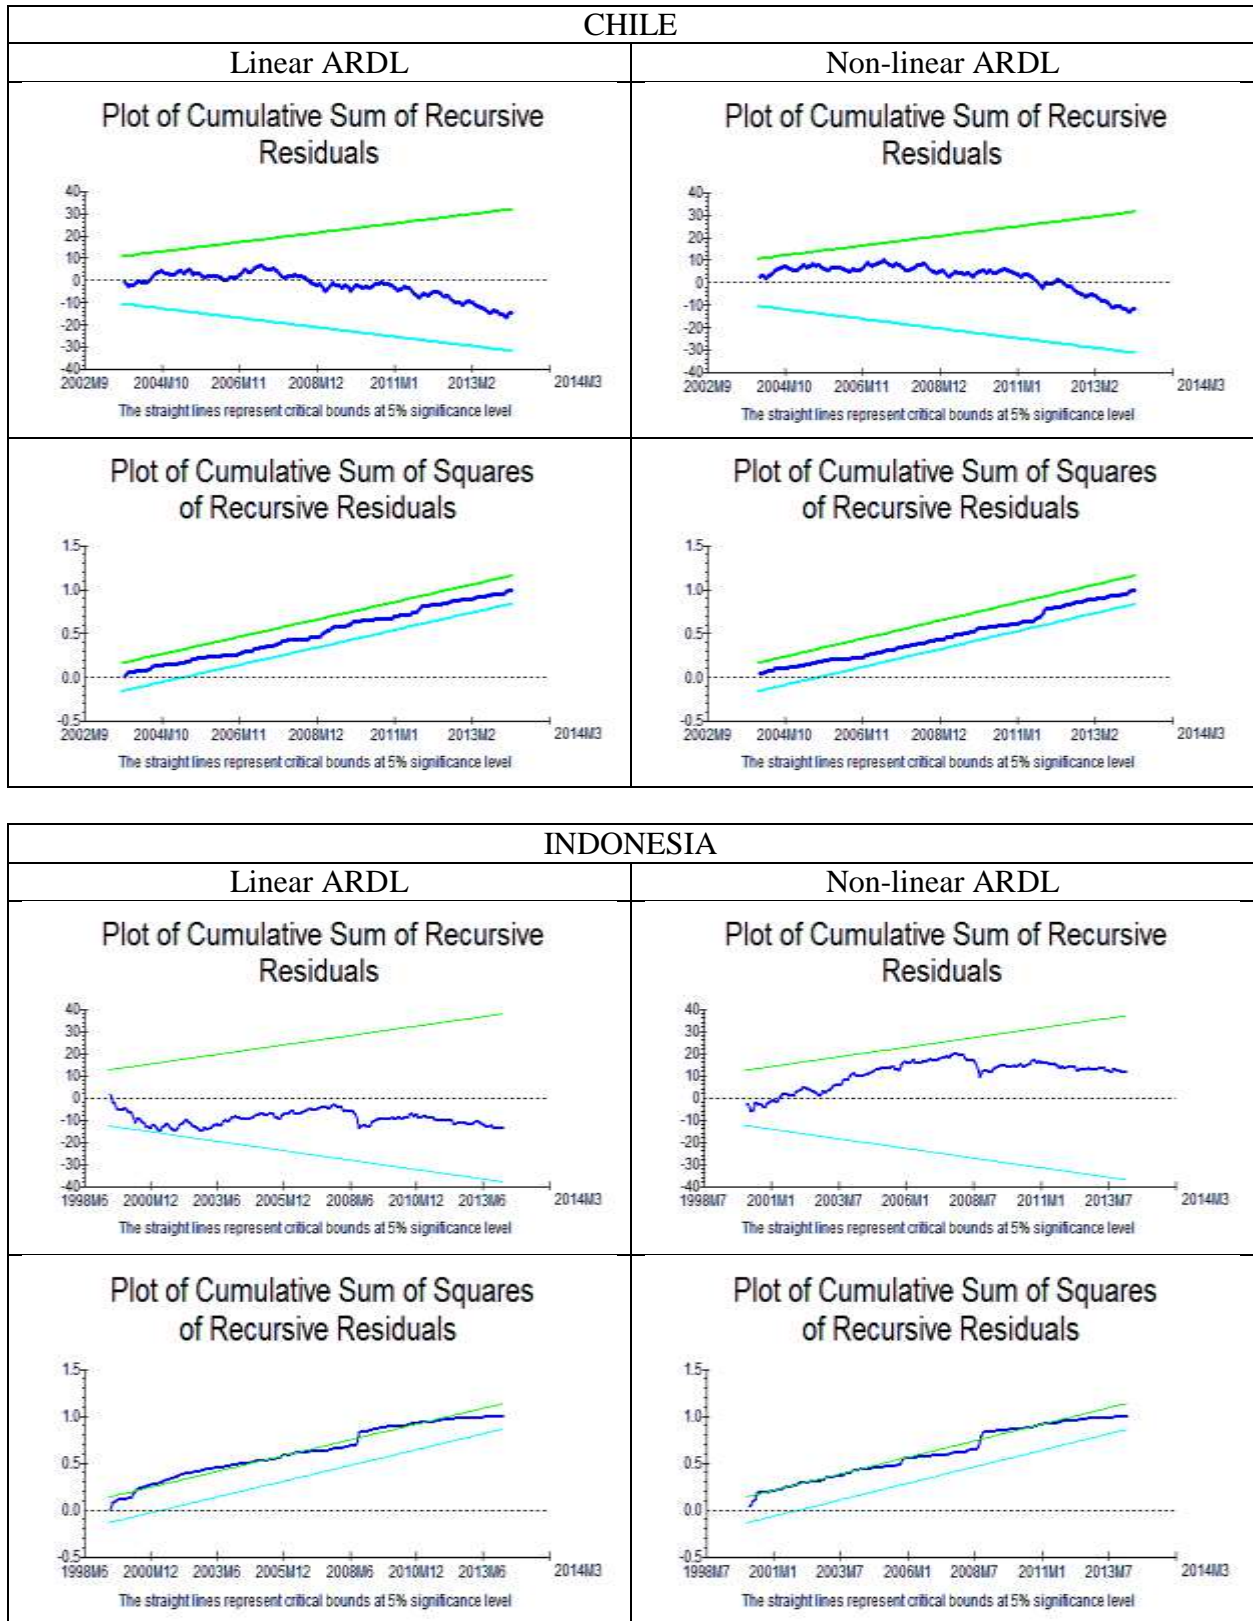 CHILE
Linear ARDL
Non-linear ARDL
Plot of Cumulative Sum of Recursive
Residuals
40
30
20
10
0
-10
-20
-30
-40
2002M9 2004M10 2006M11 2008M12 2011M1 2013M2 2014M3
The straight lines represent critical bounds at 5% significance level
Plot of Cumulative Sum of Recursive
Residuals
40
30
20
10
0
-10
-20
-30
-40
2002M9 2004M10 2006M11 2008M12 2011M1 2013M2 2014M3
The straight lines represent critical bounds at 5% significance level
Plot of Cumulative Sum of Squares
of Recursive Residuals
1.5
1.0
0.5
0.0
-0.5
2002M9 2004M10 2006M11 2008M12 2011M1 2013M2 2014M3
The straight lines represent critical bounds at 5% significance level
Plot of Cumulative Sum of Squares
of Recursive Residuals
1.5
1.0
0.5
0.0
-0.5
2002M9 2004M10 2006M11 2008M12 2011M1 2013M2 2014M3
The straight lines represent critical bounds at 5% significance level
INDONESIA
Linear ARDL
Non-linear ARDL
Plot of Cumulative Sum of Recursive
Residuals
40
30
20
10
0
-10
-20
-30
-40
1998M6 2000M12 2003M6 2005M12 2008M6 2010M12 2013M6 2014M3
The straight lines represent critical bounds at 5% significance level
Plot of Cumulative Sum of Recursive
Residuals
40
30
20
10
0
-10
-20
-30
-40
1998M7 2001M1 2003M7 2006M1 2008M7 2011M1 2013M7 2014M3
The straight lines represent critical bounds at 5% significance level
Plot of Cumulative Sum of Squares
of Recursive Residuals
1.5
1.0
0.5
0.0
-0.5
1998M6 2000M12 2003M6 2005M12 2008M6 2010M12 2013M6 2014M3
The straight lines represent critical bounds at 5% significance level
Plot of Cumulative Sum of Squares
of Recursive Residuals
1.5
1.0
0.5
0.0
-0.5
1998M7 2001M1 2003M7 2006M1 2008M7 2011M1 2013M7 2014M3
The straight lines represent critical bounds at 5% significance level